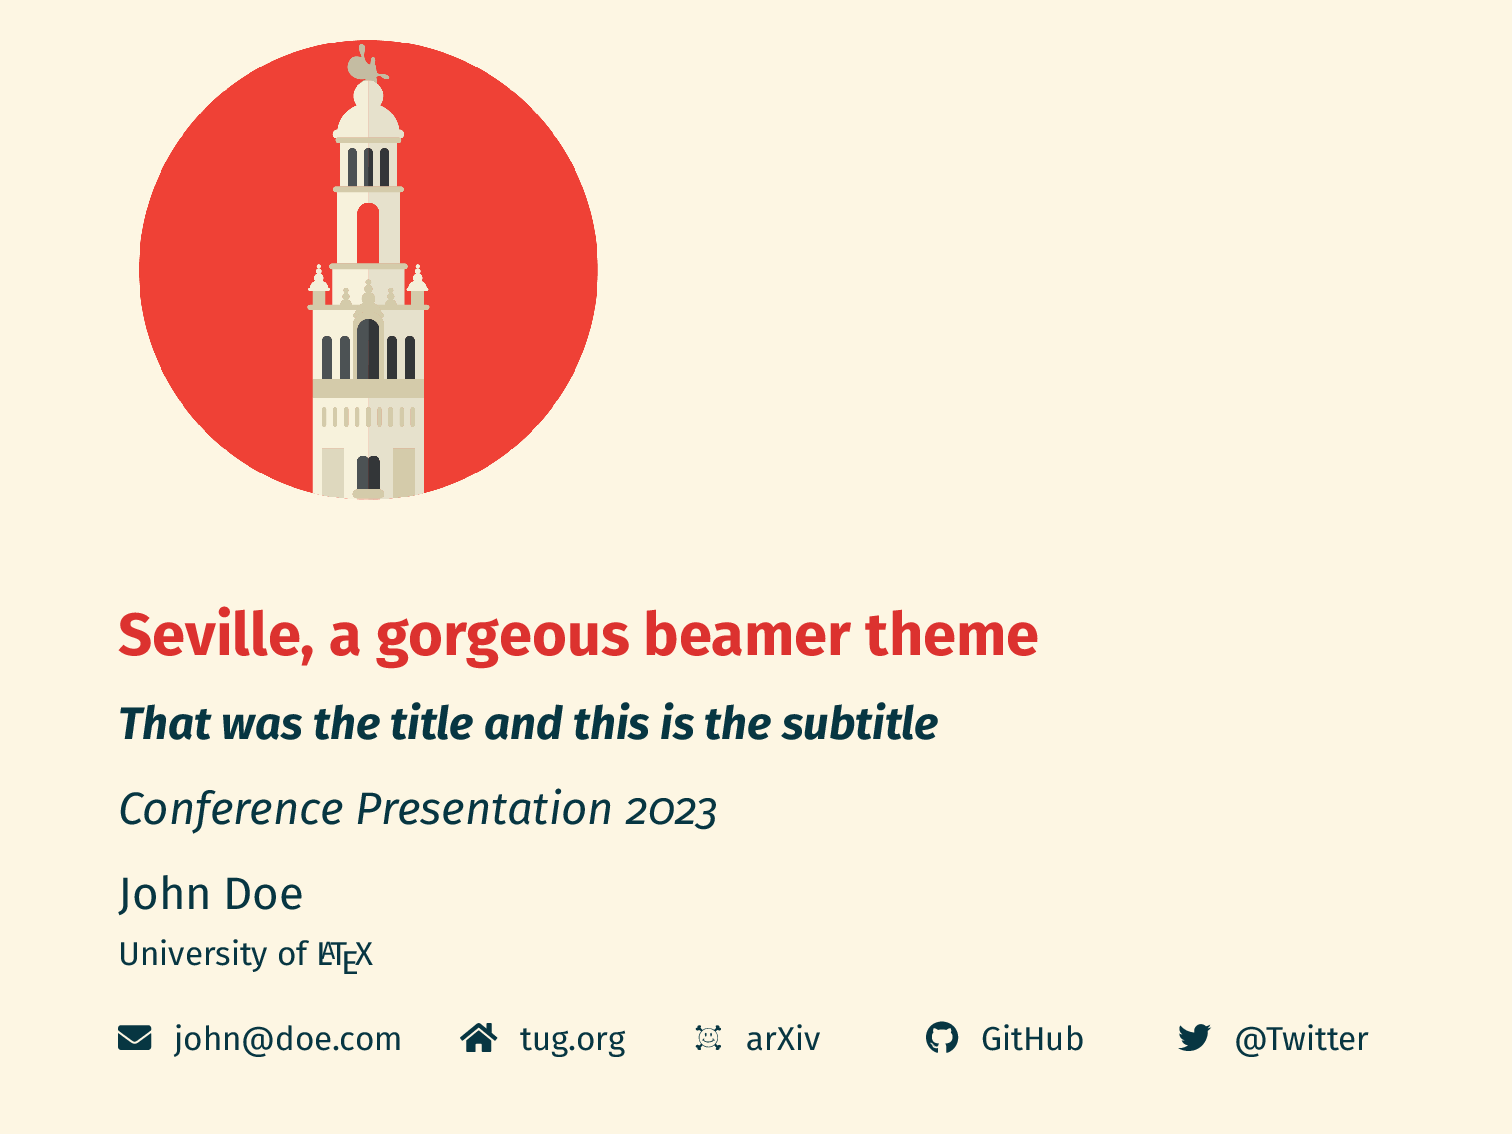 Seville, a gorgeous beamer theme
That was the title and this is the subtitle
Conference Presentation 2023
John Doe
University of LATEX
john@doe.com tug.org arXiv GitHub @Twitter